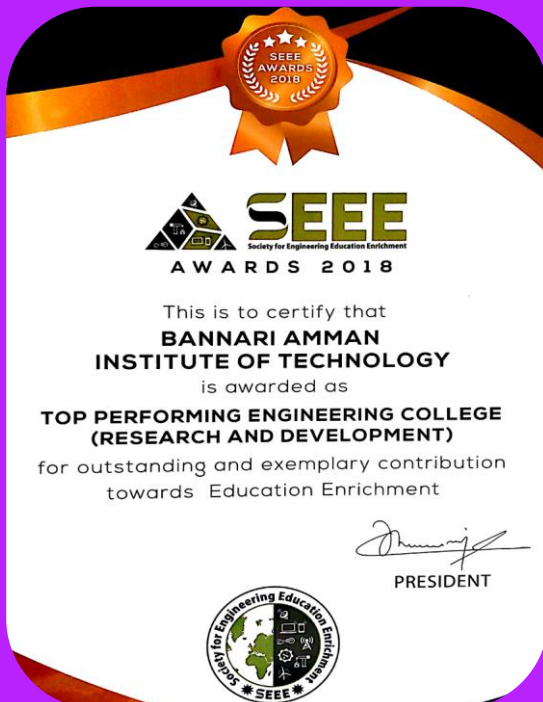 SEEE
AWARDS
2018
SEEE
Society for Engineering Education Enrichment
AWARDS 2018
This is to certify that
BANNARI AMMAN
INSTITUTE OF TECHNOLOGY
is awarded as
TOP PERFORMING ENGINEERING COLLEGE
(RESEARCH AND DEVELOPMENT)
for outstanding and exemplary contribution
towards Education Enrichment
PRESIDENT
Society for Engineering Education Enrichment
SEEE